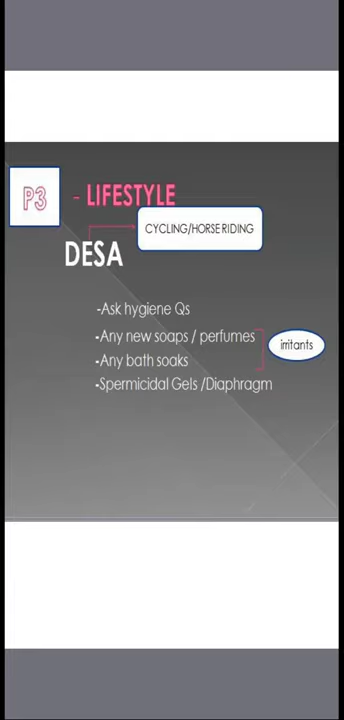 P3
- LIFESTYLE
CYCLING/HORSE RIDING
DESA
-Ask hygiene Qs
-Any new soaps / perfumes
irritants
-Any bath soaks
-Spermicidal Gels /Diaphragm